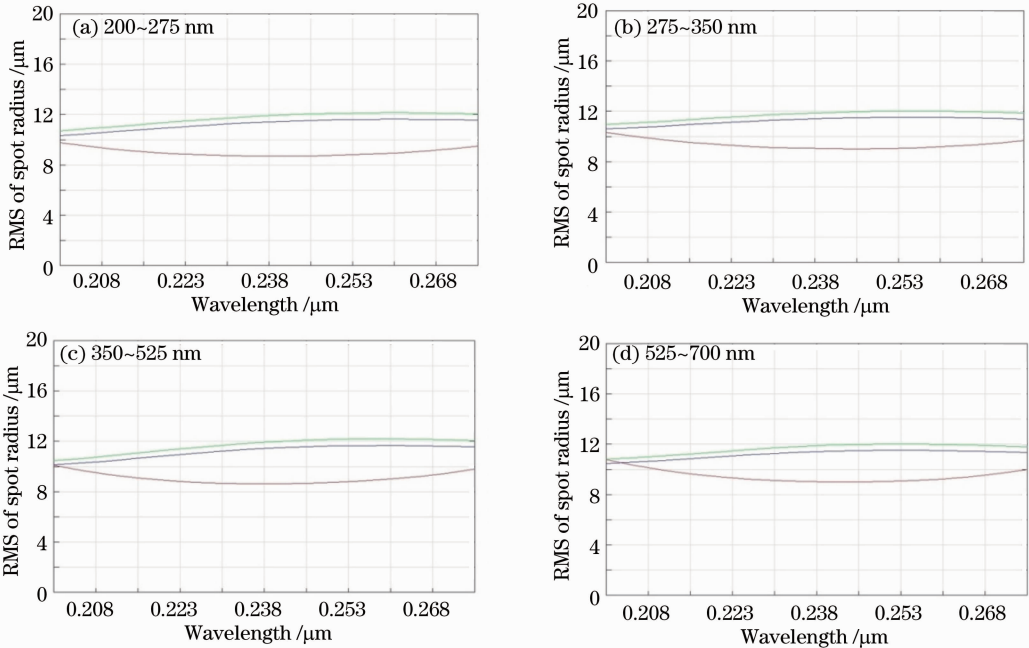 (a) 200~275 nm
20
16
12
8
4
0
RMS of spot radius /μm
0.208 0.223 0.238 0.253 0.268
Wavelength /μm
(b) 275~350 nm
20
16
12
8
4
0
RMS of spot radius /μm
0.208 0.223 0.238 0.253 0.268
Wavelength /μm
(c) 350~525 nm
20
16
12
8
4
0
RMS of spot radius /μm
0.208 0.223 0.238 0.253 0.268
Wavelength /μm
(d) 525~700 nm
20
16
12
8
4
0
RMS of spot radius /μm
0.208 0.223 0.238 0.253 0.268
Wavelength /μm